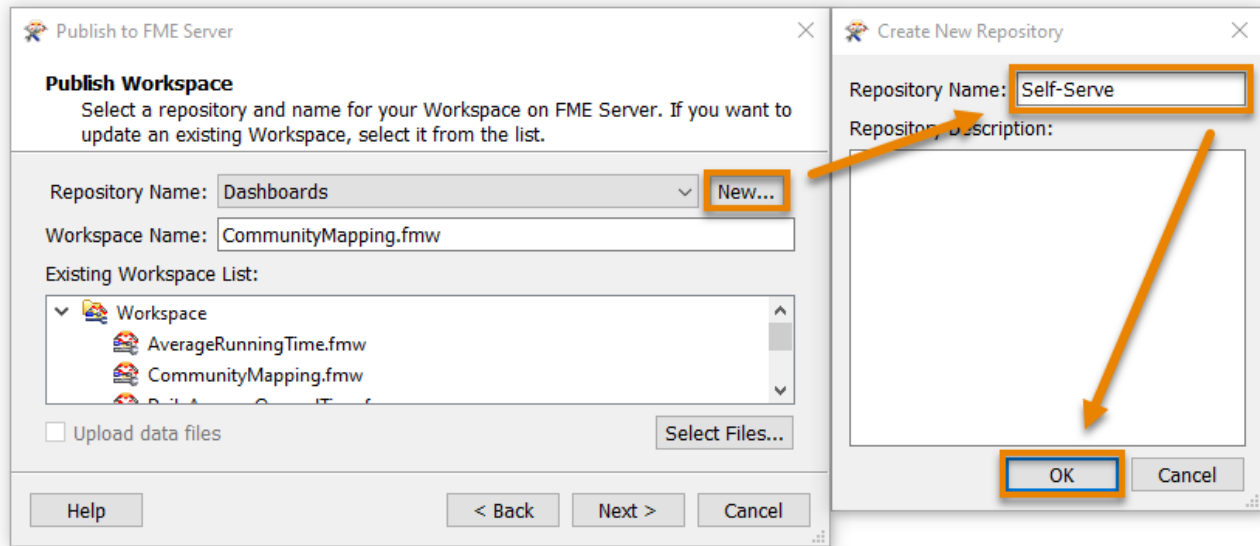 Publish to FME Server
Publish Workspace
Select a repository and name for your Workspace on FME Server. If you want to
update an existing Workspace, select it from the list.
Repository Name: Dashboards New...
Workspace Name: CommunityMapping.fmw
Existing Workspace List:
Workspace
AverageRunningTime.fmw
CommunityMapping.fmw
Upload data files
Select Files...
Help < Back Next > Cancel
Create New Repository
Repository Name: Self-Serve
Repository Description:
OK Cancel